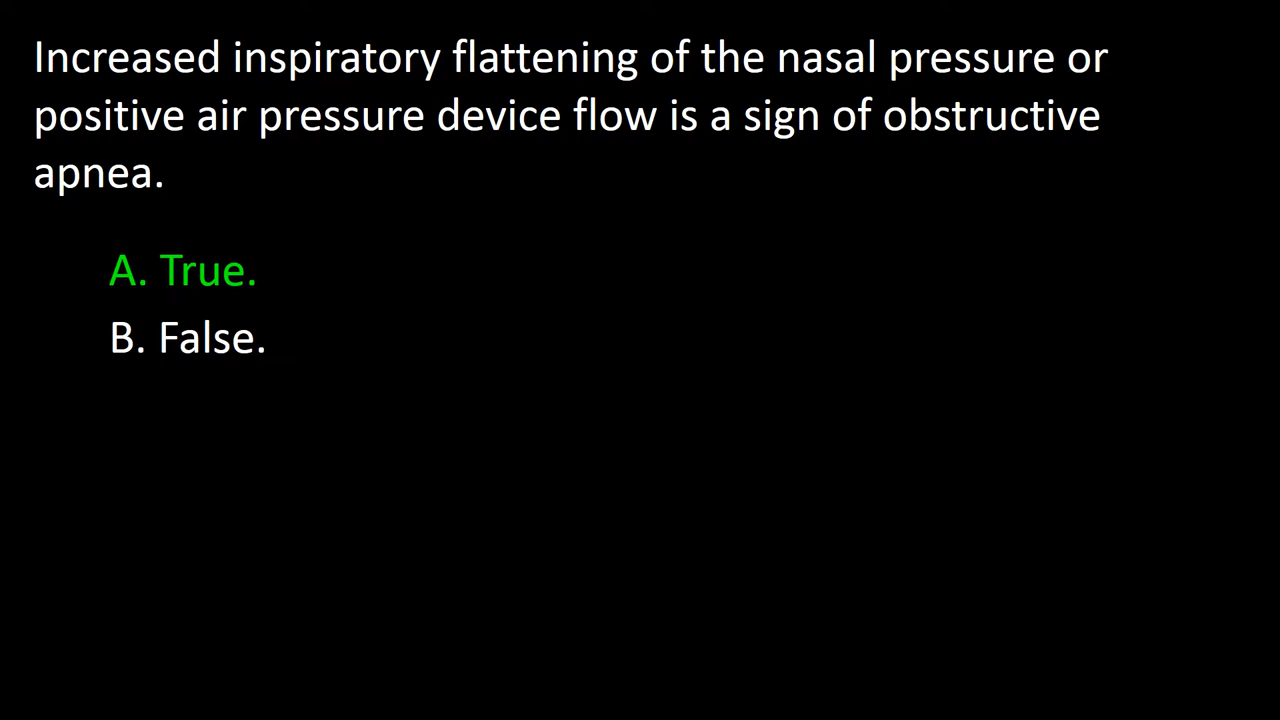 Increased inspiratory flattening of the nasal pressure or
positive air pressure device flow is a sign of obstructive
apnea.
A. True.
B. False.